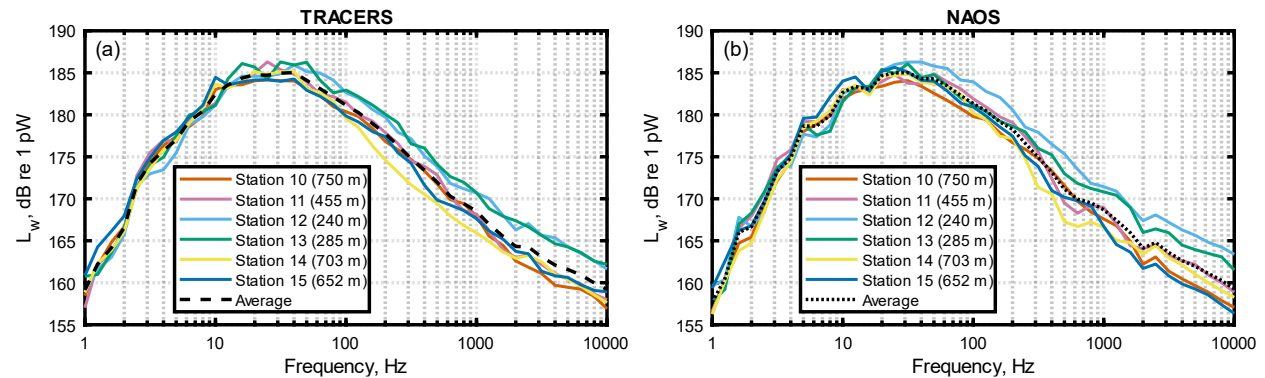 TRACERS
(a)
190
185
180
175
170
165
160
155
L_w, dB re 1 pW
Station 10 (750 m)
Station 11 (455 m)
Station 12 (240 m)
Station 13 (285 m)
Station 14 (703 m)
Station 15 (652 m)
Average
1 10 100 1000 10000
Frequency, Hz
NAOS
(b)
190
185
180
175
170
165
160
155
L_w, dB re 1 pW
Station 10 (750 m)
Station 11 (455 m)
Station 12 (240 m)
Station 13 (285 m)
Station 14 (703 m)
Station 15 (652 m)
Average
1 10 100 1000 10000
Frequency, Hz